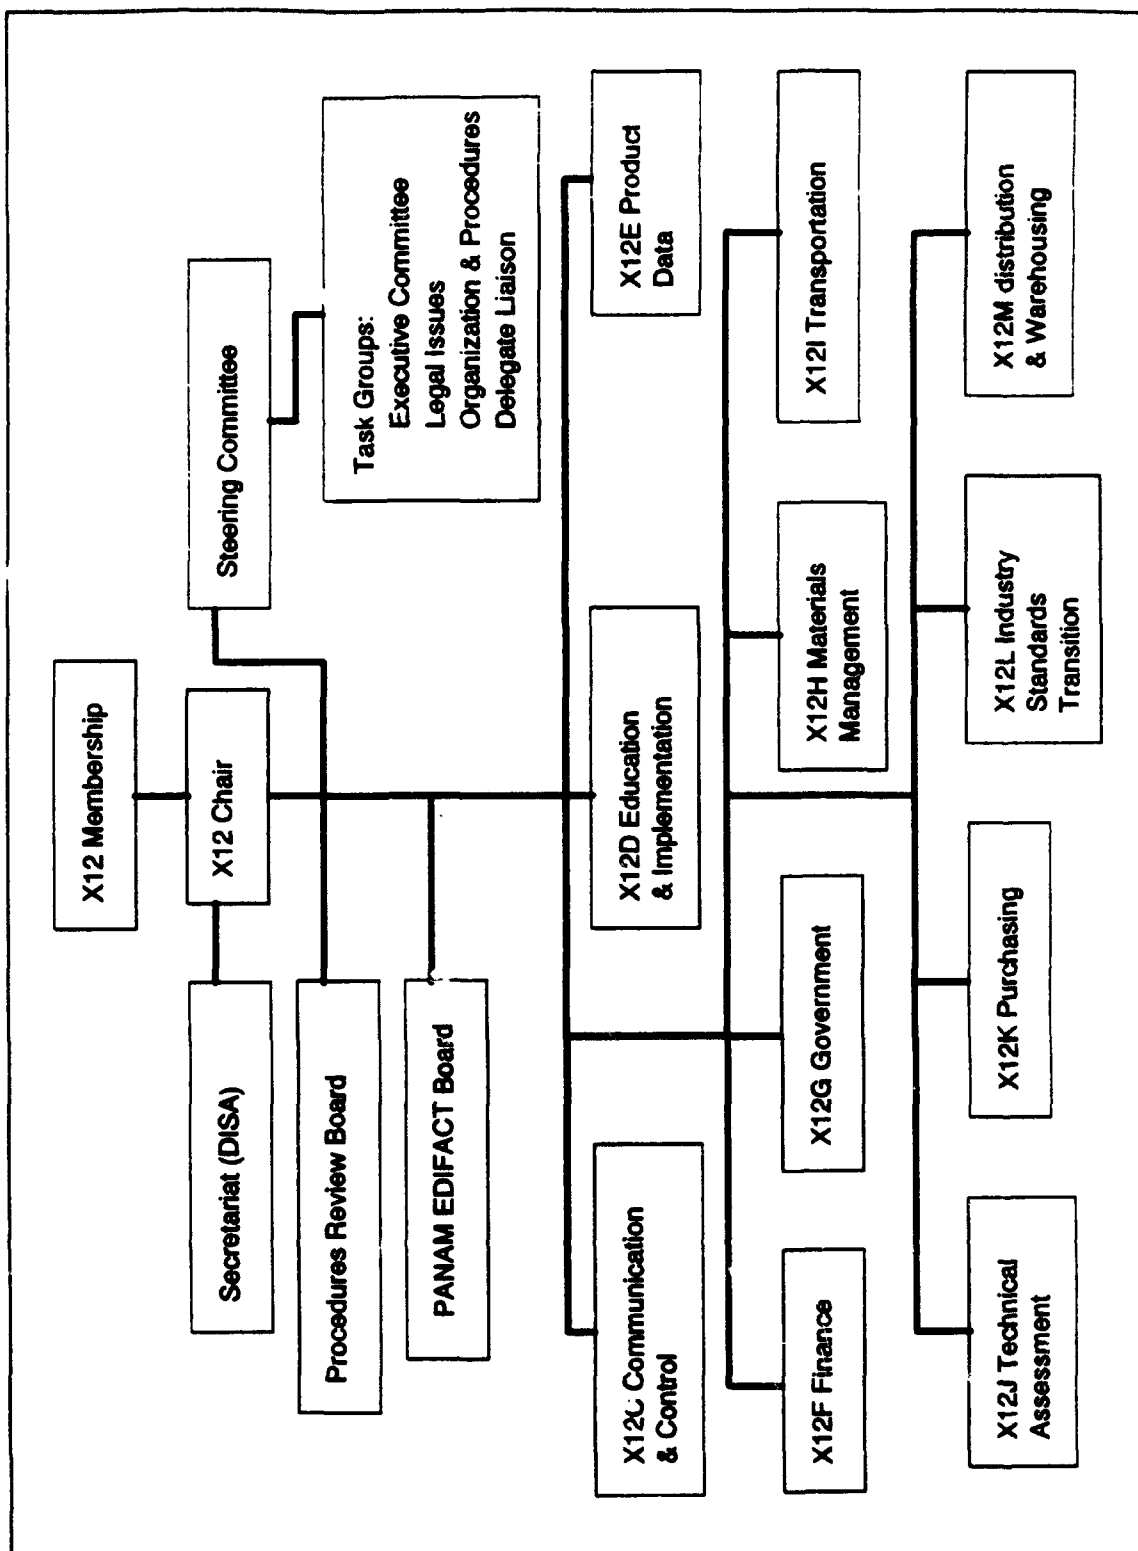 X12 Membership
X12 Chair
Steering Committee
Secretariat (DISA)
Task Groups:
Executive Committee
Legal Issues
Organization & Procedures
Delegate Liaison
Procedures Review Board
PANAM EDIFACT Board
X12C Communication
& Control
X12D Education
& Implementation
X12E Product
Data
X12F Finance
X12G Government
X12H Materials
Management
X12I Transportation
X12J Technical
Assessment
X12K Purchasing
X12L Industry
Standards
Transition
X12M distribution
& Warehousing